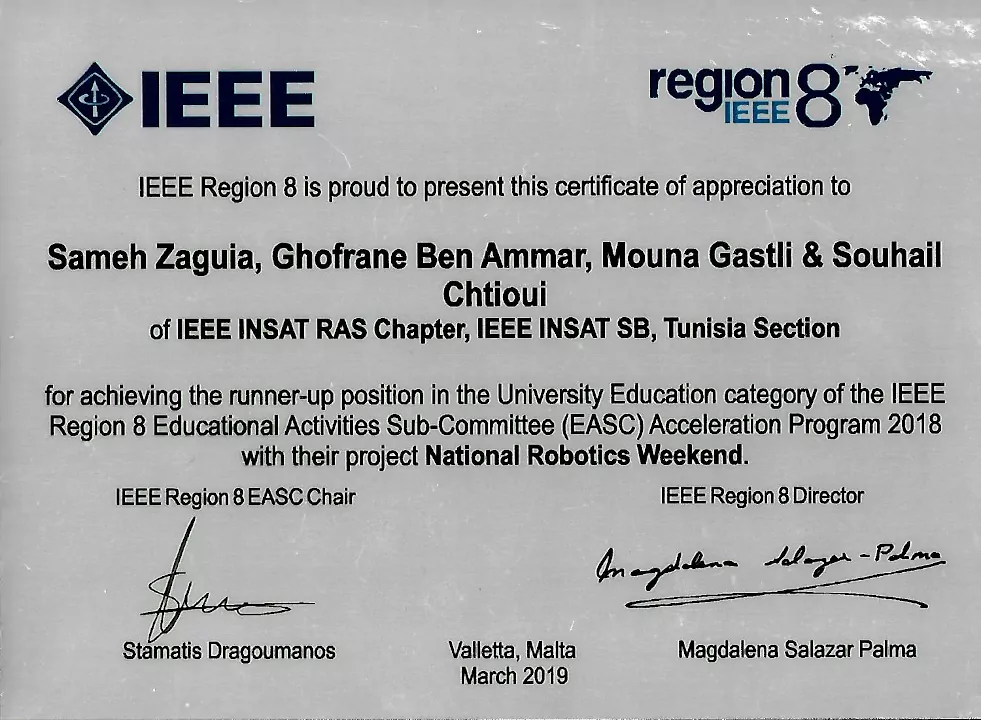 IEEE
region 8
IEEE
IEEE Region 8 is proud to present this certificate of appreciation to
Sameh Zaguia, Ghofrane Ben Ammar, Mouna Gastli & Souhail
Chtioui
of IEEE INSAT RAS Chapter, IEEE INSAT SB, Tunisia Section
for achieving the runner-up position in the University Education category of the IEEE
Region 8 Educational Activities Sub-Committee (EASC) Acceleration Program 2018
with their project National Robotics Weekend.
IEEE Region 8 EASC Chair
IEEE Region 8 Director
Magdalena Salazar-Palma
Stamatis Dragoumanos
Valletta, Malta
March 2019
Magdalena Salazar Palma